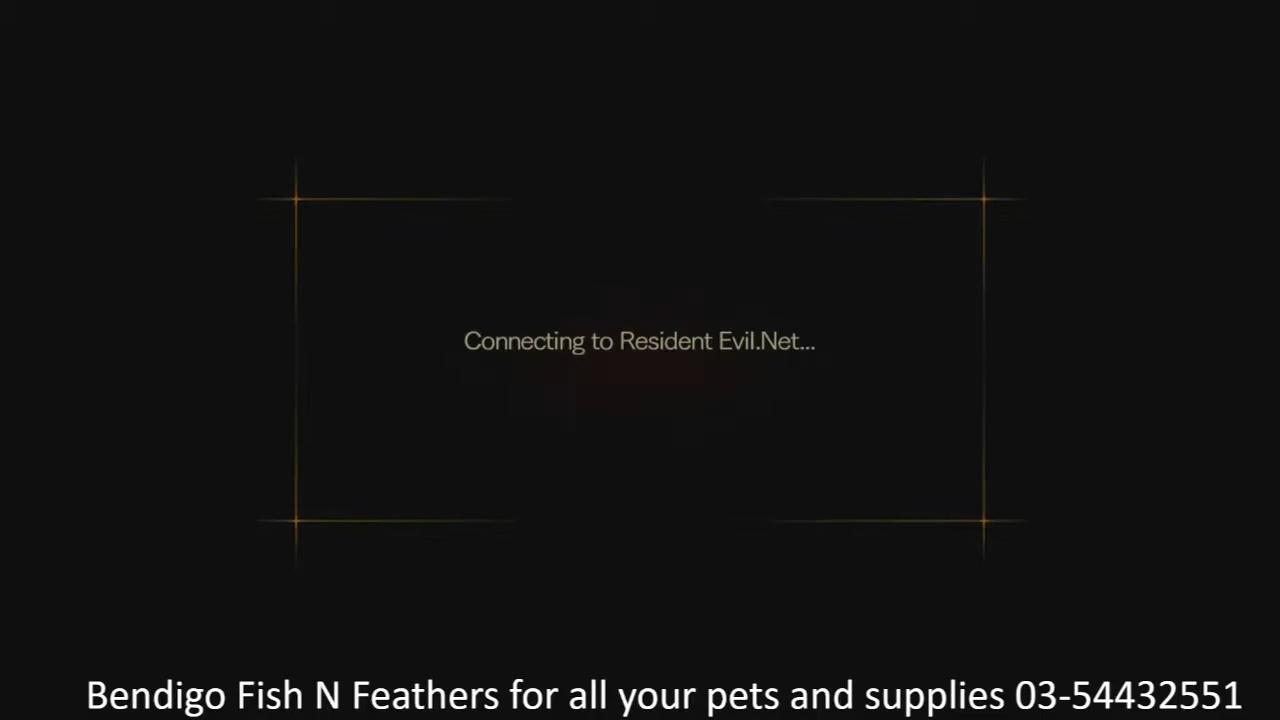 Connecting to Resident Evil.Net...
Bendigo Fish N Feathers for all your pets and supplies 03-54432551